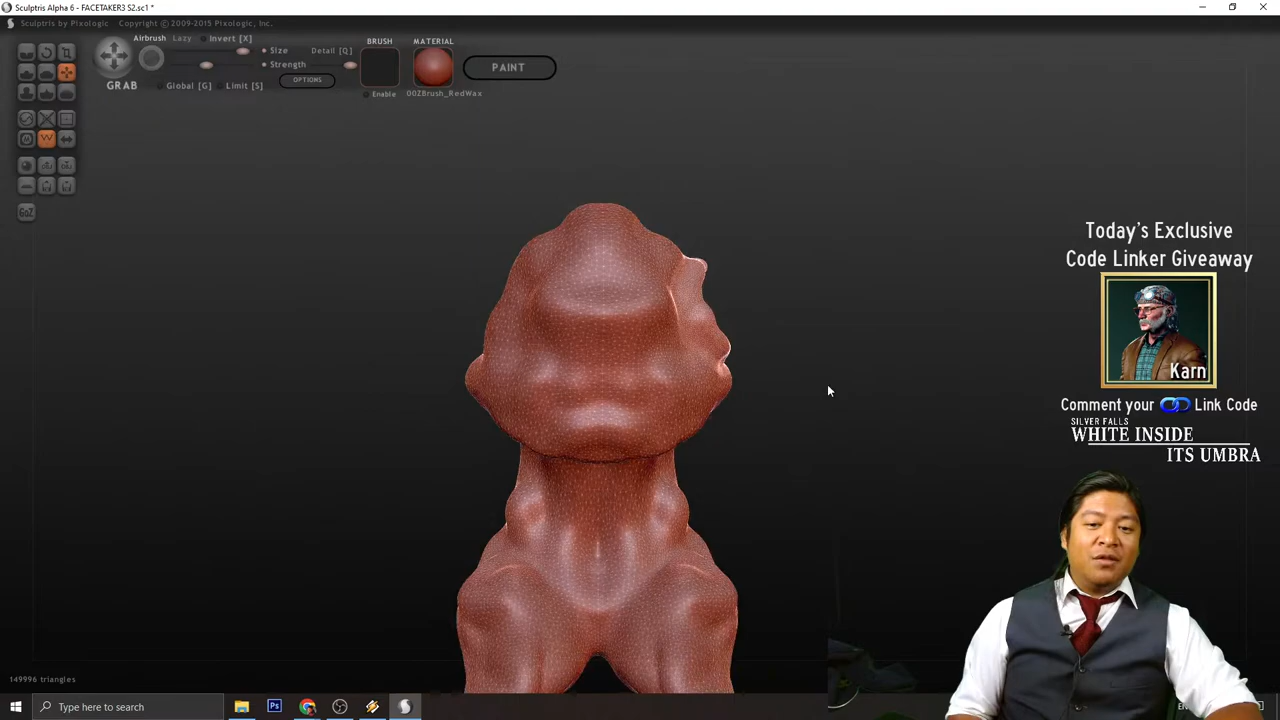 Sculptris Alpha 6 - FACETAKER3 S2.sc1 *
Sculptris by Pixologic Copyright © 2009-2015 Pixologic, Inc.
Airbrush Lazy Invert [X]
Size Detail [Q]
Strength
GRAB Global [G] Limit [S]
OPTIONS
BRUSH
Enable
MATERIAL
00ZBrush_RedWax
PAINT
GoZ
Today's Exclusive
Code Linker Giveaway
Karn
Comment your Link Code
SILVER FALLS
WHITE INSIDE
ITS UMBRA
149996 triangles
Type here to search
Ps